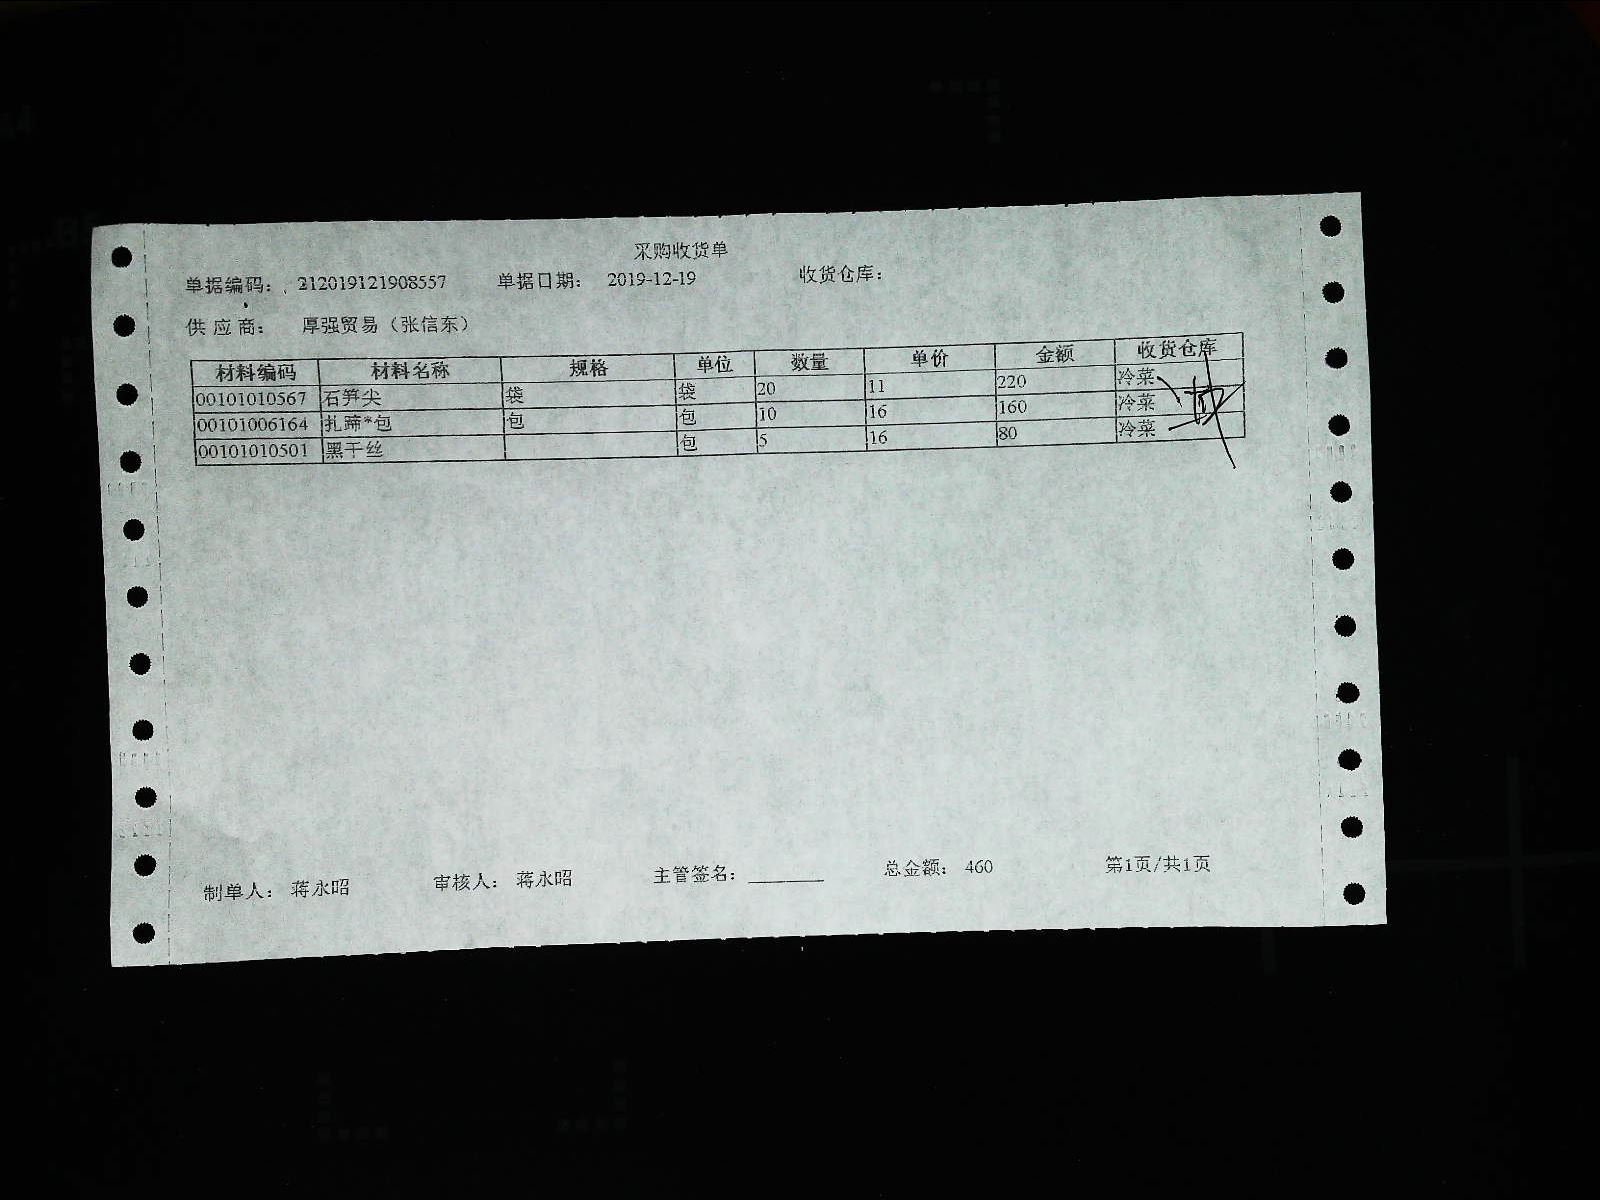 采购收货单
单据编码: 212019121908557 单据日期: 2019-12-19 收货仓库:
供应商: 厚强贸易（张信东）
材料编码 材料名称 规格 单位 数量 单价 金额 收货仓库
00101010567 石笋尖 袋 袋 20 11 220 冷菜
00101006164 扎蹄*包 包 包 10 16 160 冷菜
00101010501 黑干丝 包 5 16 80 冷菜
制单人: 蒋永昭 审核人: 蒋永昭 主管签名: ________ 总金额: 460 第1页/共1页